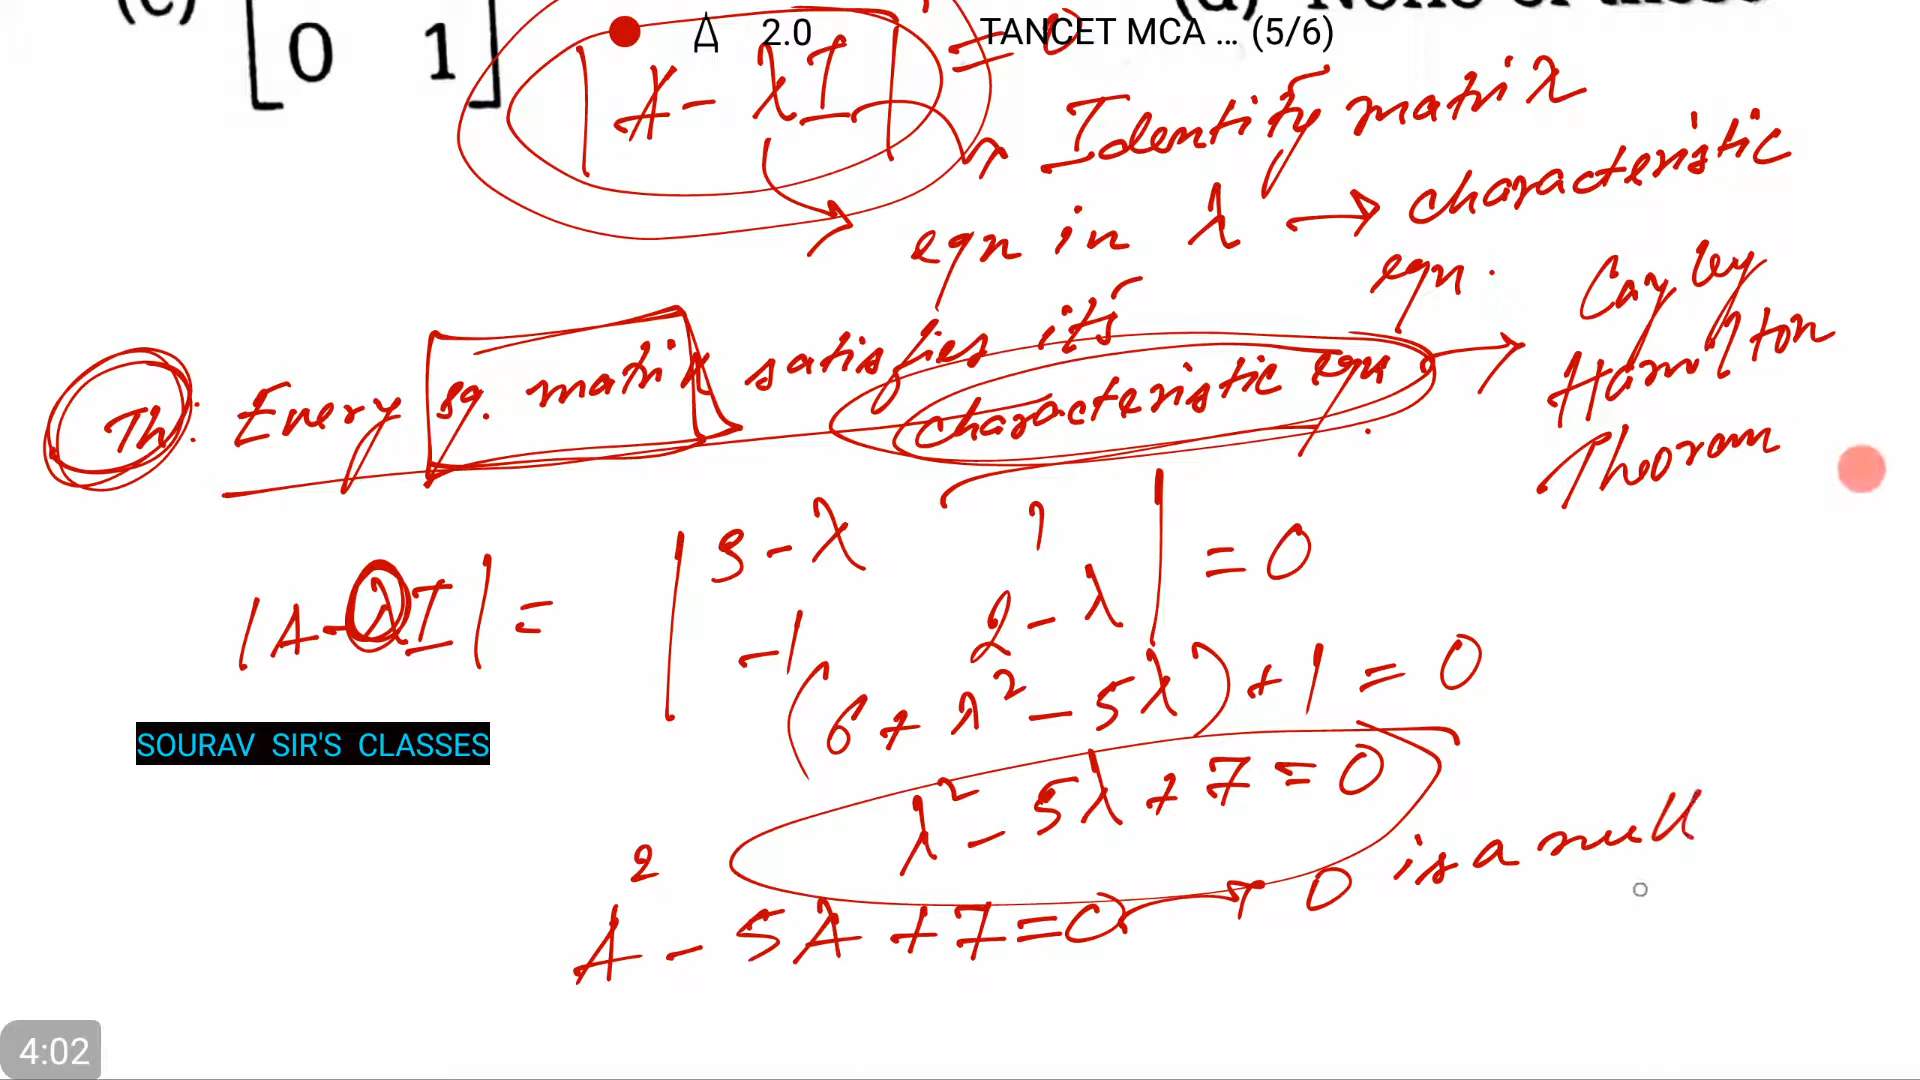 0 1
Δ 2.0 TANCET MCA ... (5/6)
|A - λI| = 0
Identity matrix
eqn in λ → characteristic eqn.
Th: Every sq. matrix satisfies its characteristic eqn. → Cayley Hamilton Theorem
|A-λI| = | 3-λ 1 | = 0
-1 2-λ
(6 + λ² - 5λ) + 1 = 0
λ² - 5λ + 7 = 0
A² - 5A + 7 = 0 → 0 is a null
SOURAV SIR'S CLASSES
4:02